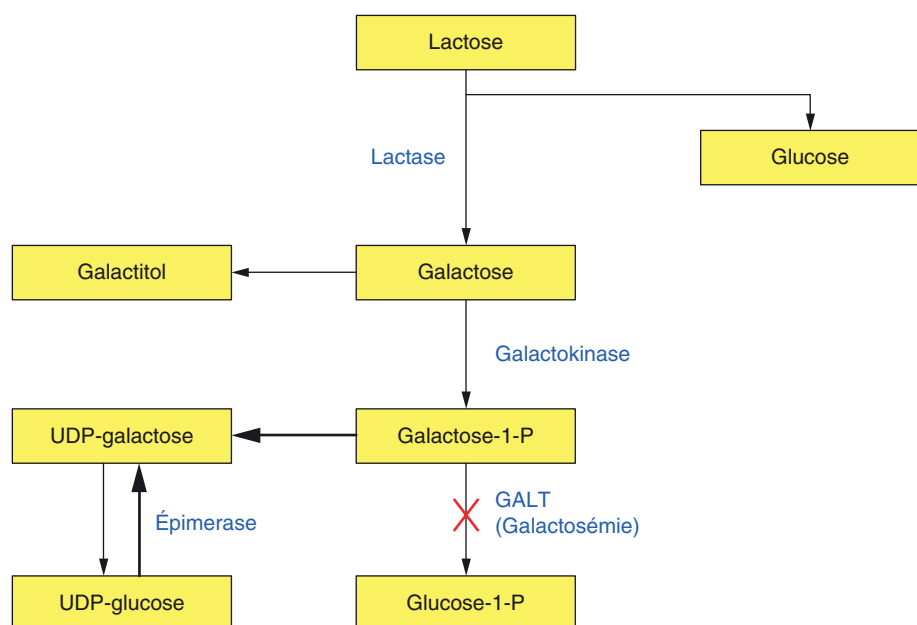 Lactose
Lactase
Glucose
Galactitol
Galactose
Galactokinase
UDP-galactose
Galactose-1-P
Épimerase
GALT
(Galactosémie)
UDP-glucose
Glucose-1-P